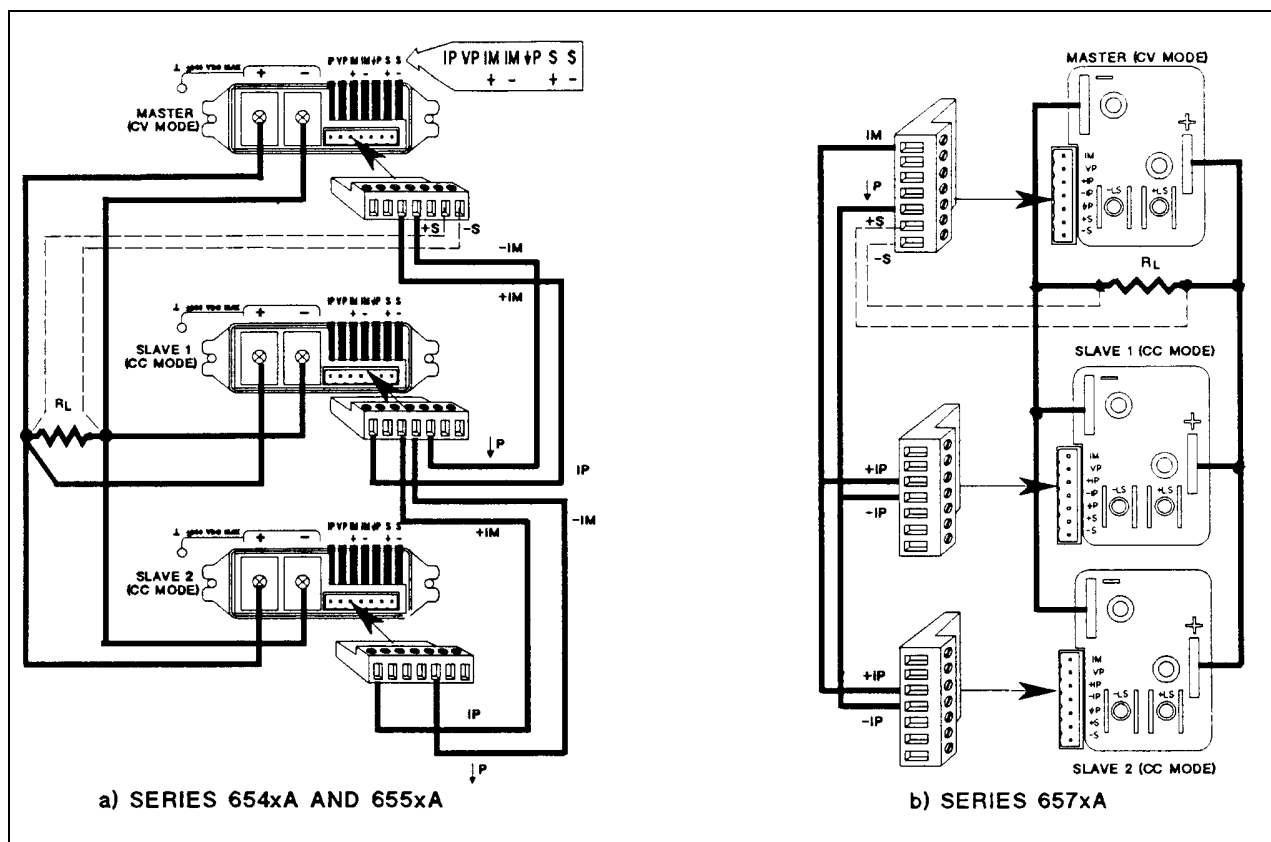 IP VP IM IM ↓P S S
+ - + -
IP VP IM IM ↓P S S
+ - + -
+ -
MASTER
(CV MODE)
+S
-S
-IM
+IM
IP VP IM IM ↓P S S
+ - + -
+ -
SLAVE 1
(CC MODE)
RL
↓P
IP
-IM
+IM
IP VP IM IM ↓P S S
+ - + -
+ -
SLAVE 2
(CC MODE)
IP
↓P
a) SERIES 654xA AND 655xA
MASTER (CV MODE)
IM
↓P
+S
-S
IM
VP
+IP
-IP
↓P
+S
-S
-LS
+LS
RL
SLAVE 1 (CC MODE)
+IP
-IP
IM
VP
+IP
-IP
↓P
+S
-S
-LS
+LS
+IP
-IP
IM
VP
+IP
-IP
↓P
+S
-S
-LS
+LS
SLAVE 2 (CC MODE)
b) SERIES 657xA